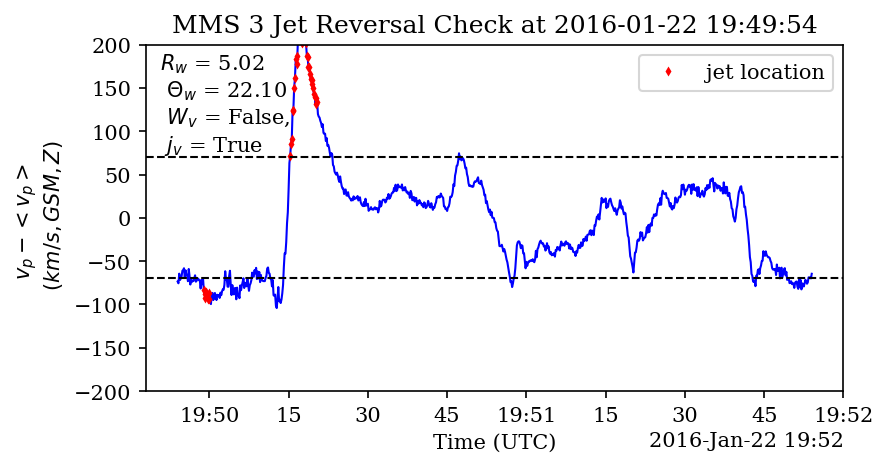 MMS 3 Jet Reversal Check at 2016-01-22 19:49:54
R_w = 5.02
Θ_w = 22.10
W_v = False,
j_v = True
jet location
200
150
100
50
0
−50
−100
−150
−200
v_p − < v_p >
(km/s, GSM, Z)
19:50 15 30 45 19:51 15 30 45 19:52
Time (UTC)
2016-Jan-22 19:52